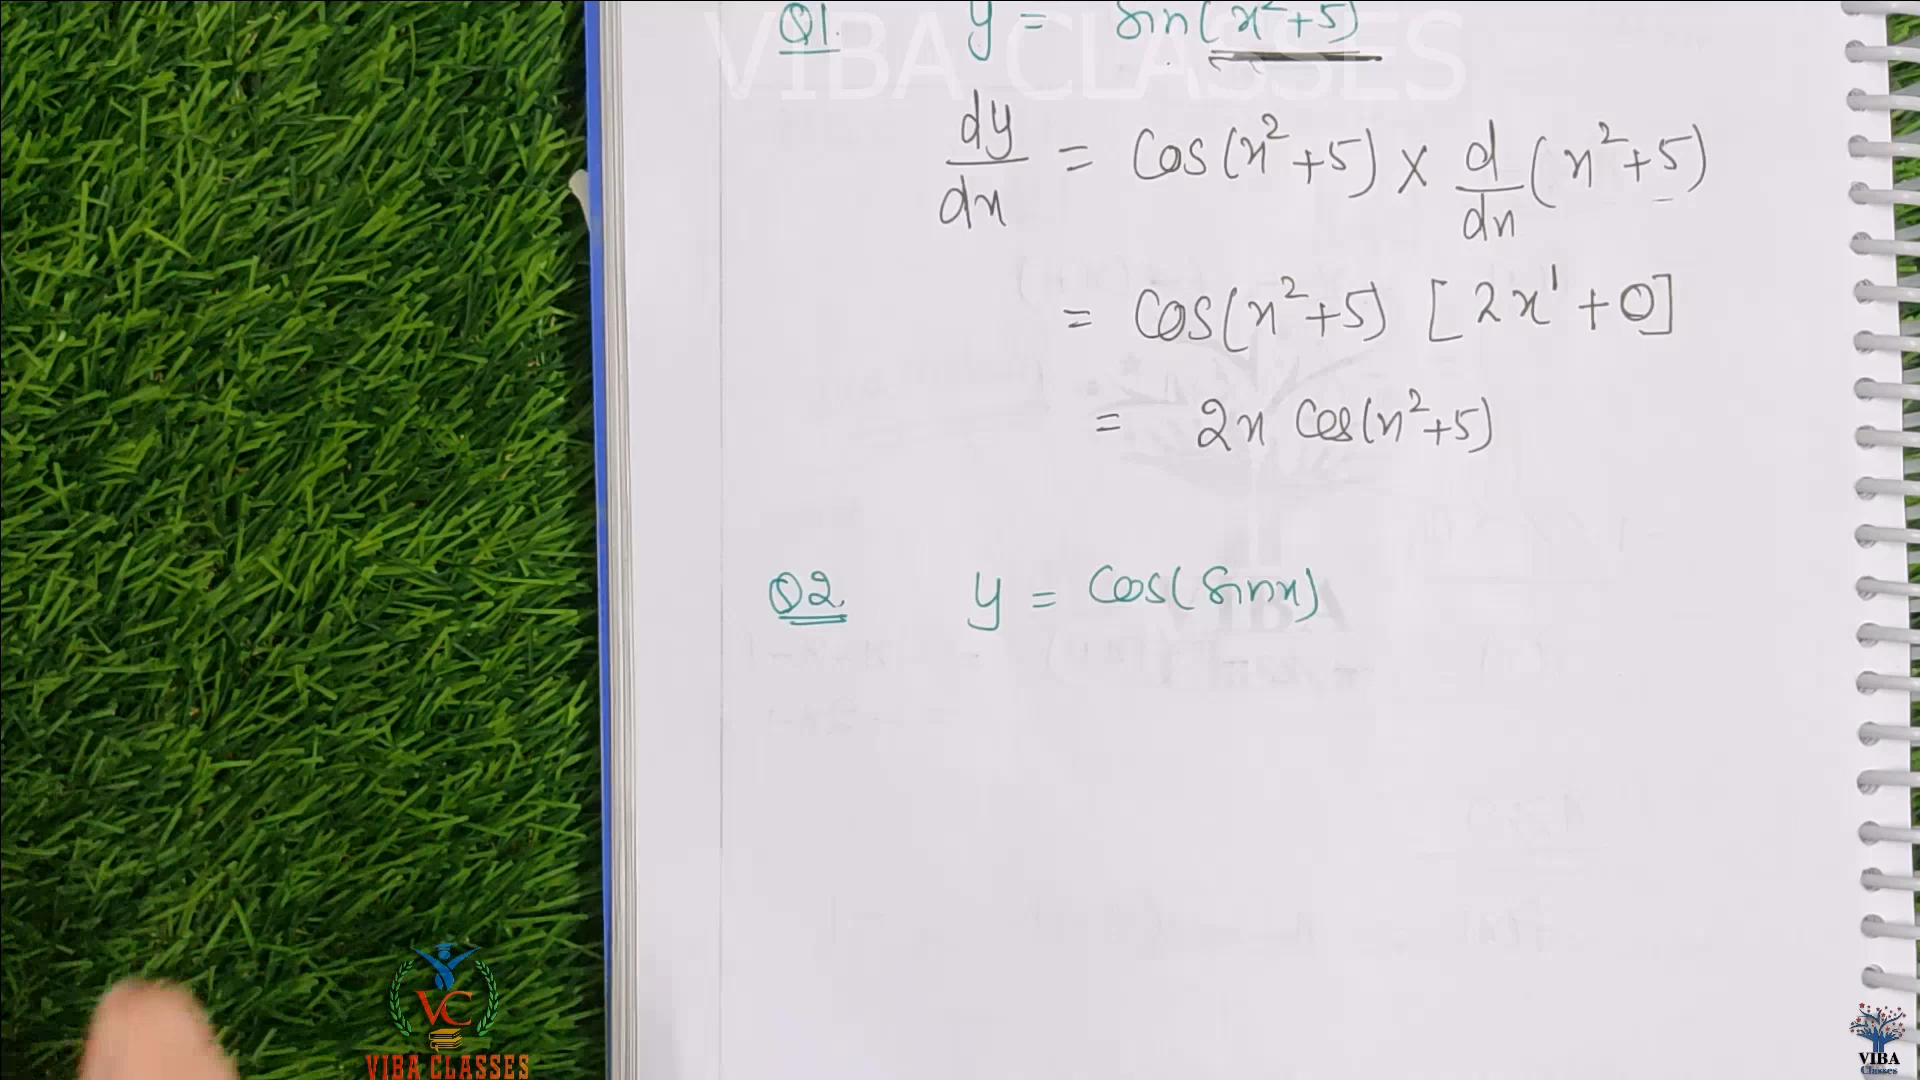 VIBA CLASSES
Q1. y = sin(x²+5)
dy/dx = cos(x²+5) × d/dx (x²+5)
= cos(x²+5) [2x¹+0]
= 2x cos(x²+5)
VIBA
Q2. y = cos(sinx)
VC
VIBA CLASSES
VIBA
Classes